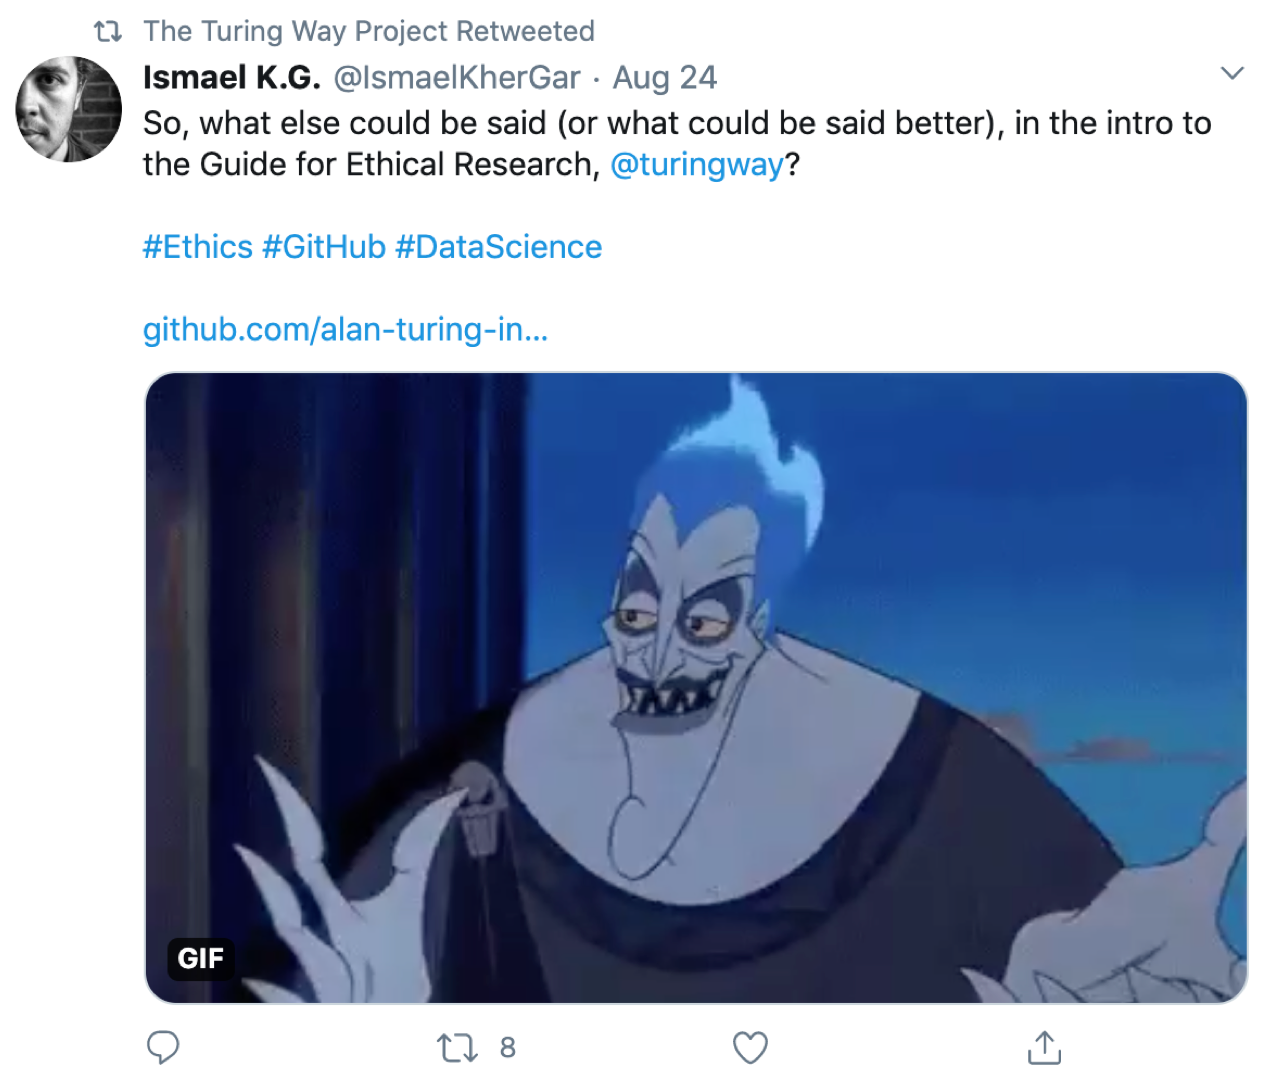 The Turing Way Project Retweeted
Ismael K.G. @IsmaelKherGar · Aug 24
So, what else could be said (or what could be said better), in the intro to
the Guide for Ethical Research, @turingway?
#Ethics #GitHub #DataScience
github.com/alan-turing-in...
GIF
8